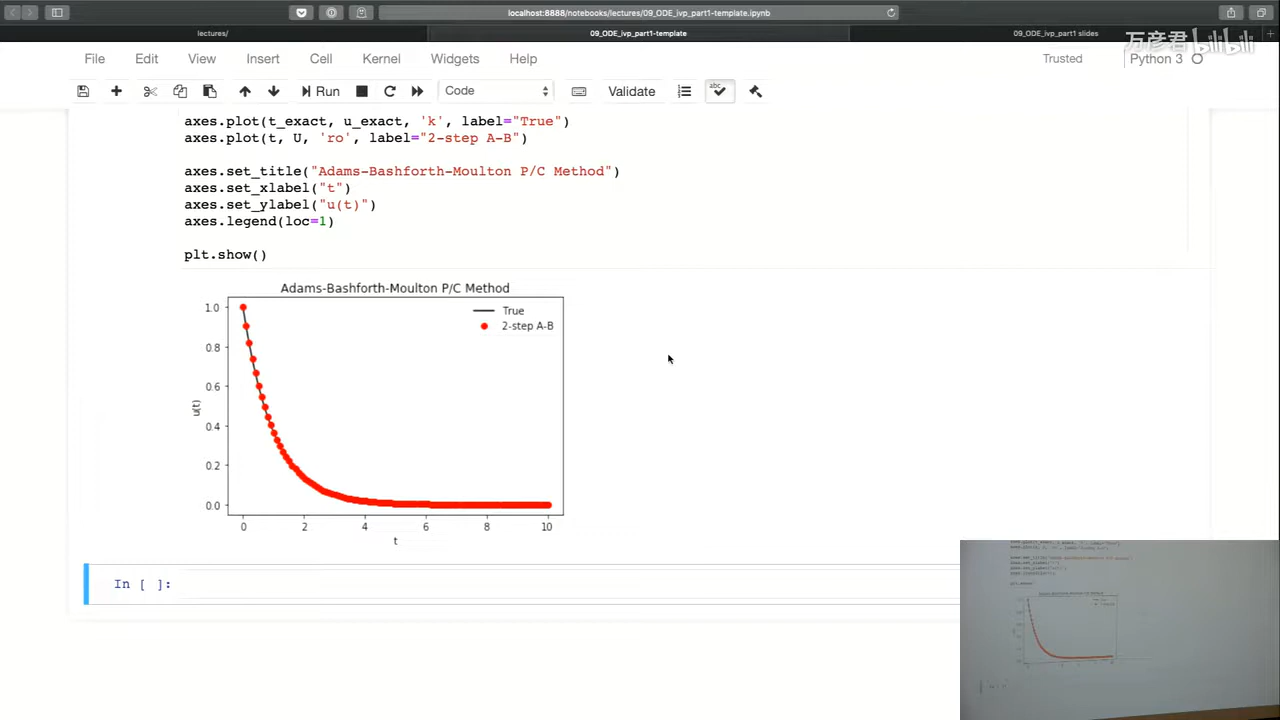 localhost:8888/notebooks/lectures/09_ODE_ivp_part1-template.ipynb
lectures/
09_ODE_ivp_part1-template
09_ODE_ivp_part1 slides
万彦君 bilibili
File Edit View Insert Cell Kernel Widgets Help
Trusted
Python 3
Run
Code
Validate
axes.plot(t_exact, u_exact, 'k', label="True")
axes.plot(t, U, 'ro', label="2-step A-B")
axes.set_title("Adams-Bashforth-Moulton P/C Method")
axes.set_xlabel("t")
axes.set_ylabel("u(t)")
axes.legend(loc=1)
plt.show()
Adams-Bashforth-Moulton P/C Method
True
2-step A-B
1.0
0.8
0.6
0.4
0.2
0.0
u(t)
0 2 4 6 8 10
t
In [ ]: